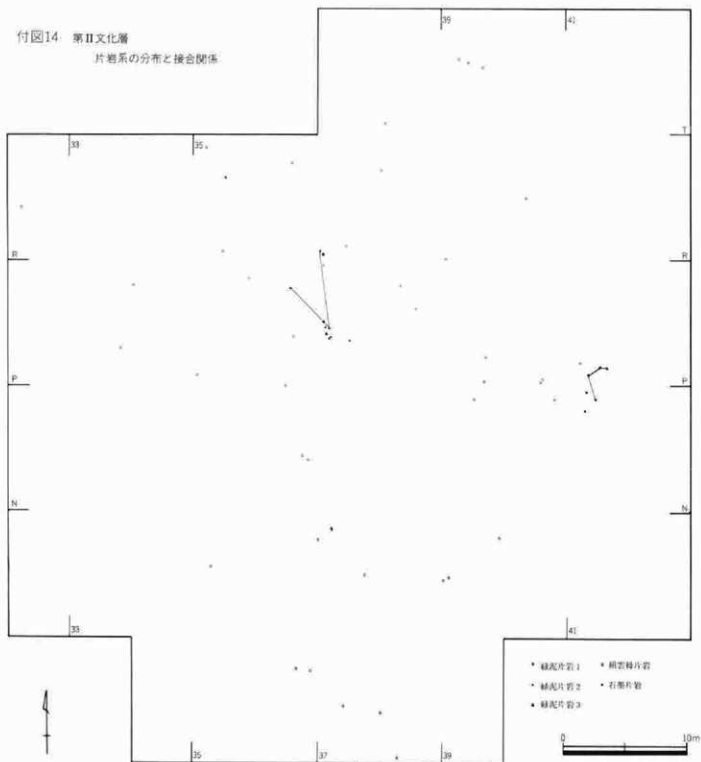 付図14 第II文化層
片岩系の分布と接合関係
39 41
T
33 35
R R
P P
N N
33 41
緑泥片岩1 絹雲母片岩
緑泥片岩2 石墨片岩
緑泥片岩3
0 10m
35 37 39